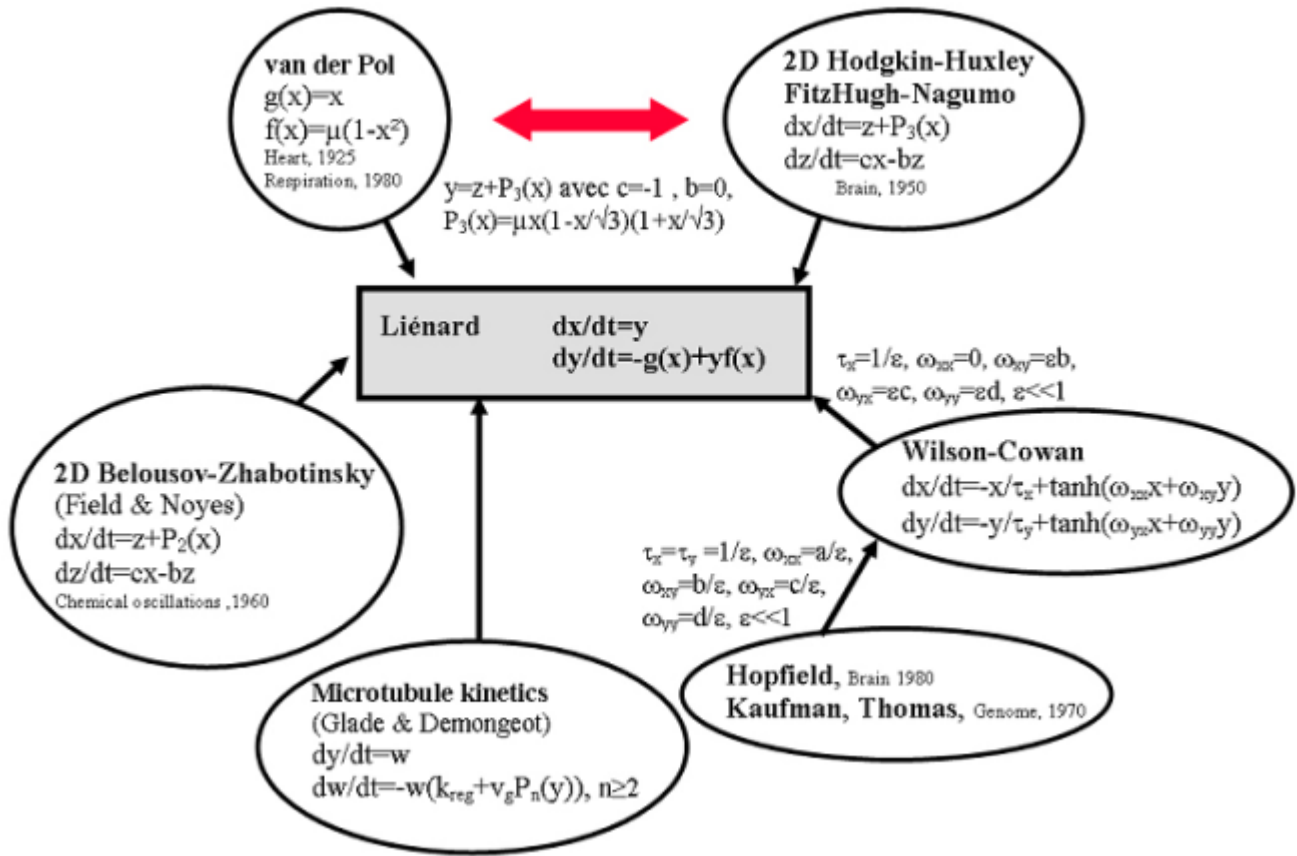 van der Pol
g(x)=x
f(x)=μ(1-x²)
Heart, 1925
Respiration, 1980
2D Hodgkin-Huxley
FitzHugh-Nagumo
dx/dt=z+P₃(x)
dz/dt=cx-bz
Brain, 1950
y=z+P₃(x) avec c=-1 , b=0,
P₃(x)=μx(1-x/√3)(1+x/√3)
Liénard dx/dt=y
dy/dt=-g(x)+yf(x)
τₓ=1/ε, ωₓₓ=0, ωₓᵧ=εb,
ωᵧₓ=εc, ωᵧᵧ=εd, ε<<1
2D Belousov-Zhabotinsky
(Field & Noyes)
dx/dt=z+P₂(x)
dz/dt=cx-bz
Chemical oscillations ,1960
Wilson-Cowan
dx/dt=-x/τₓ+tanh(ωₓₓx+ωₓᵧy)
dy/dt=-y/τᵧ+tanh(ωᵧₓx+ωᵧᵧy)
τₓ=τᵧ =1/ε, ωₓₓ=a/ε,
ωₓᵧ=b/ε, ωᵧₓ=c/ε,
ωᵧᵧ=d/ε, ε<<1
Microtubule kinetics
(Glade & Demongeot)
dy/dt=w
dw/dt=-w(k_reg+v_gPₙ(y)), n≥2
Hopfield, Brain 1980
Kaufman, Thomas, Genome, 1970